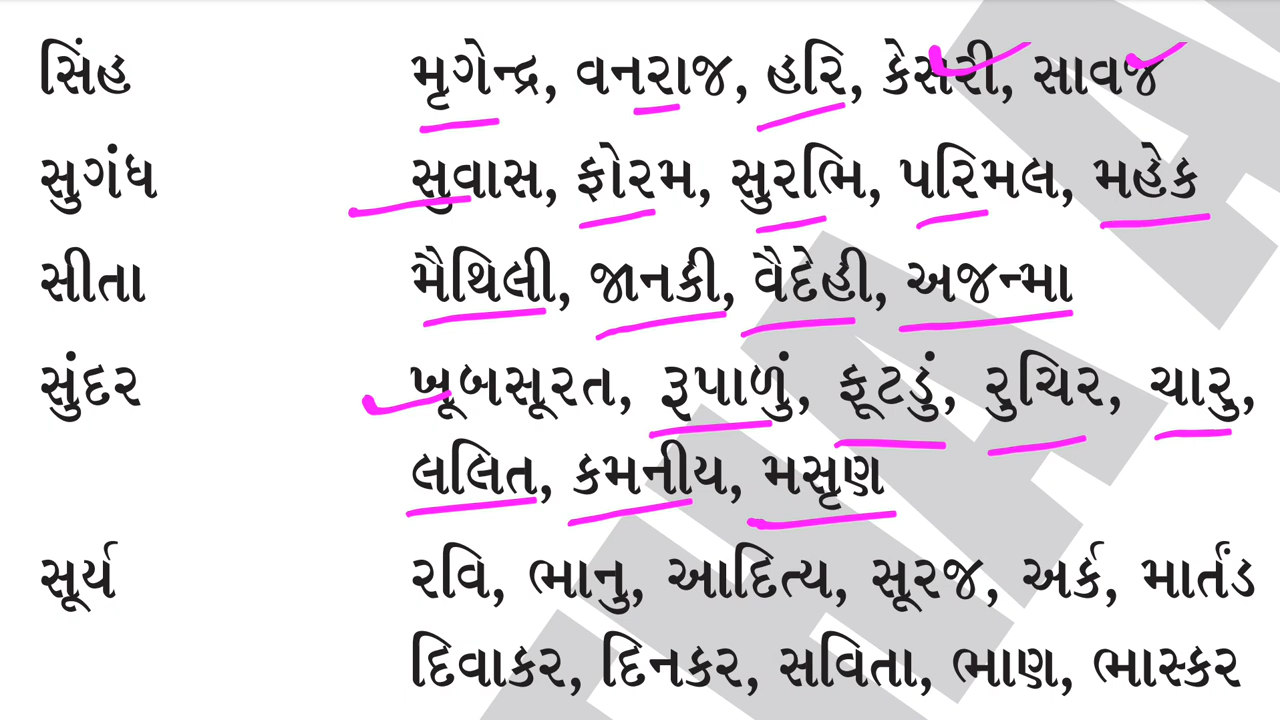 સિંહ મૃગેન્દ્ર, વનરાજ, હરિ, કેસરી, સાવજ
સુગંધ સુવાસ, ફોરમ, સુરભિ, પરિમલ, મહેક
સીતા મૈથિલી, જાનકી, વૈદેહી, અજન્મા
સુંદર ખૂબસૂરત, રૂપાળું, ફૂટડું, રુચિર, ચારુ,
લલિત, કમનીય, મસૃણ
સૂર્ય રવિ, ભાનુ, આદિત્ય, સૂરજ, અર્ક, માર્તંડ
દિવાકર, દિનકર, સવિતા, ભાણ, ભાસ્કર